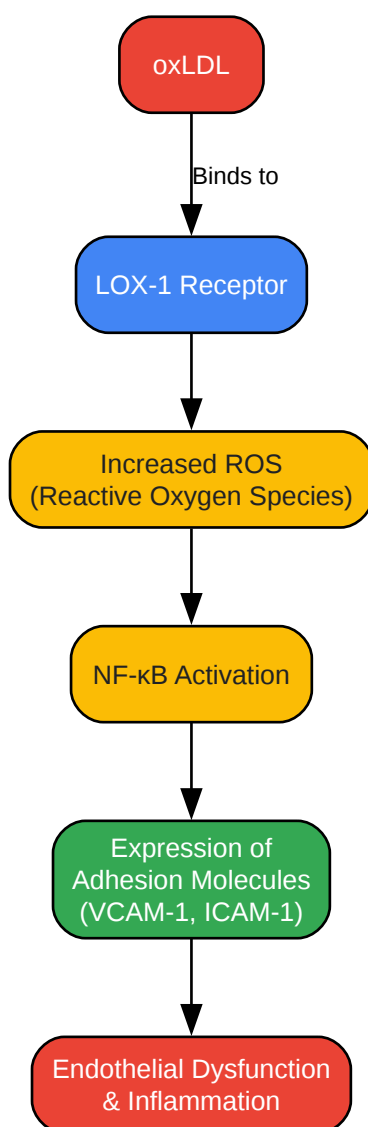 oxLDL
Binds to
LOX-1 Receptor
Increased ROS
(Reactive Oxygen Species)
NF-κB Activation
Expression of
Adhesion Molecules
(VCAM-1, ICAM-1)
Endothelial Dysfunction
& Inflammation